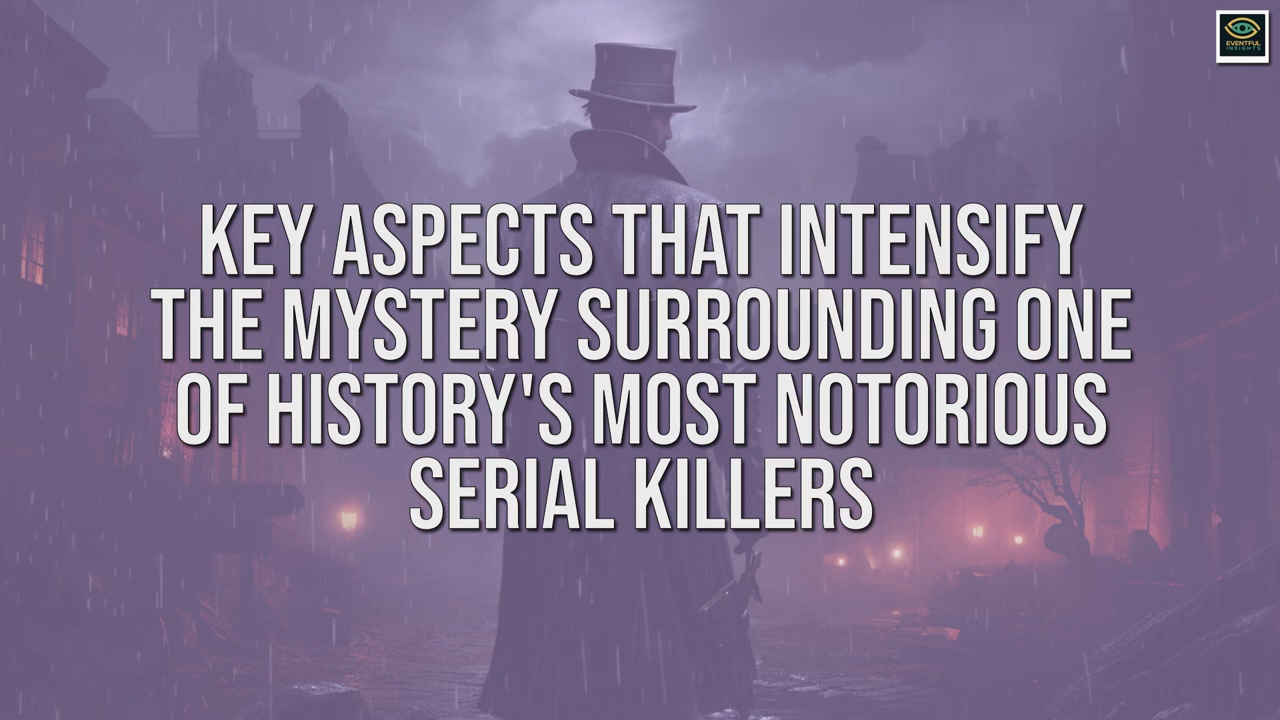 EVENTFUL
INSIGHTS
KEY ASPECTS THAT INTENSIFY
THE MYSTERY SURROUNDING ONE
OF HISTORY'S MOST NOTORIOUS
SERIAL KILLERS